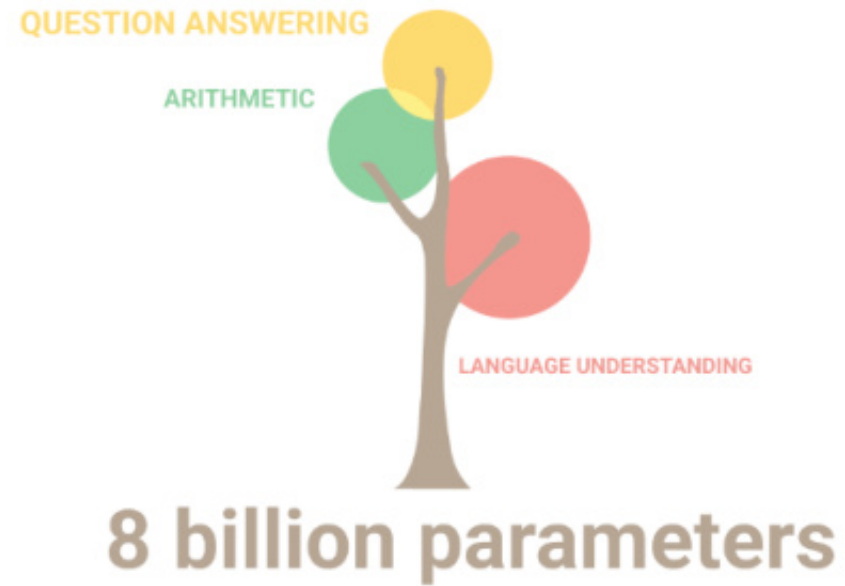 QUESTION ANSWERING
ARITHMETIC
LANGUAGE UNDERSTANDING
8 billion parameters